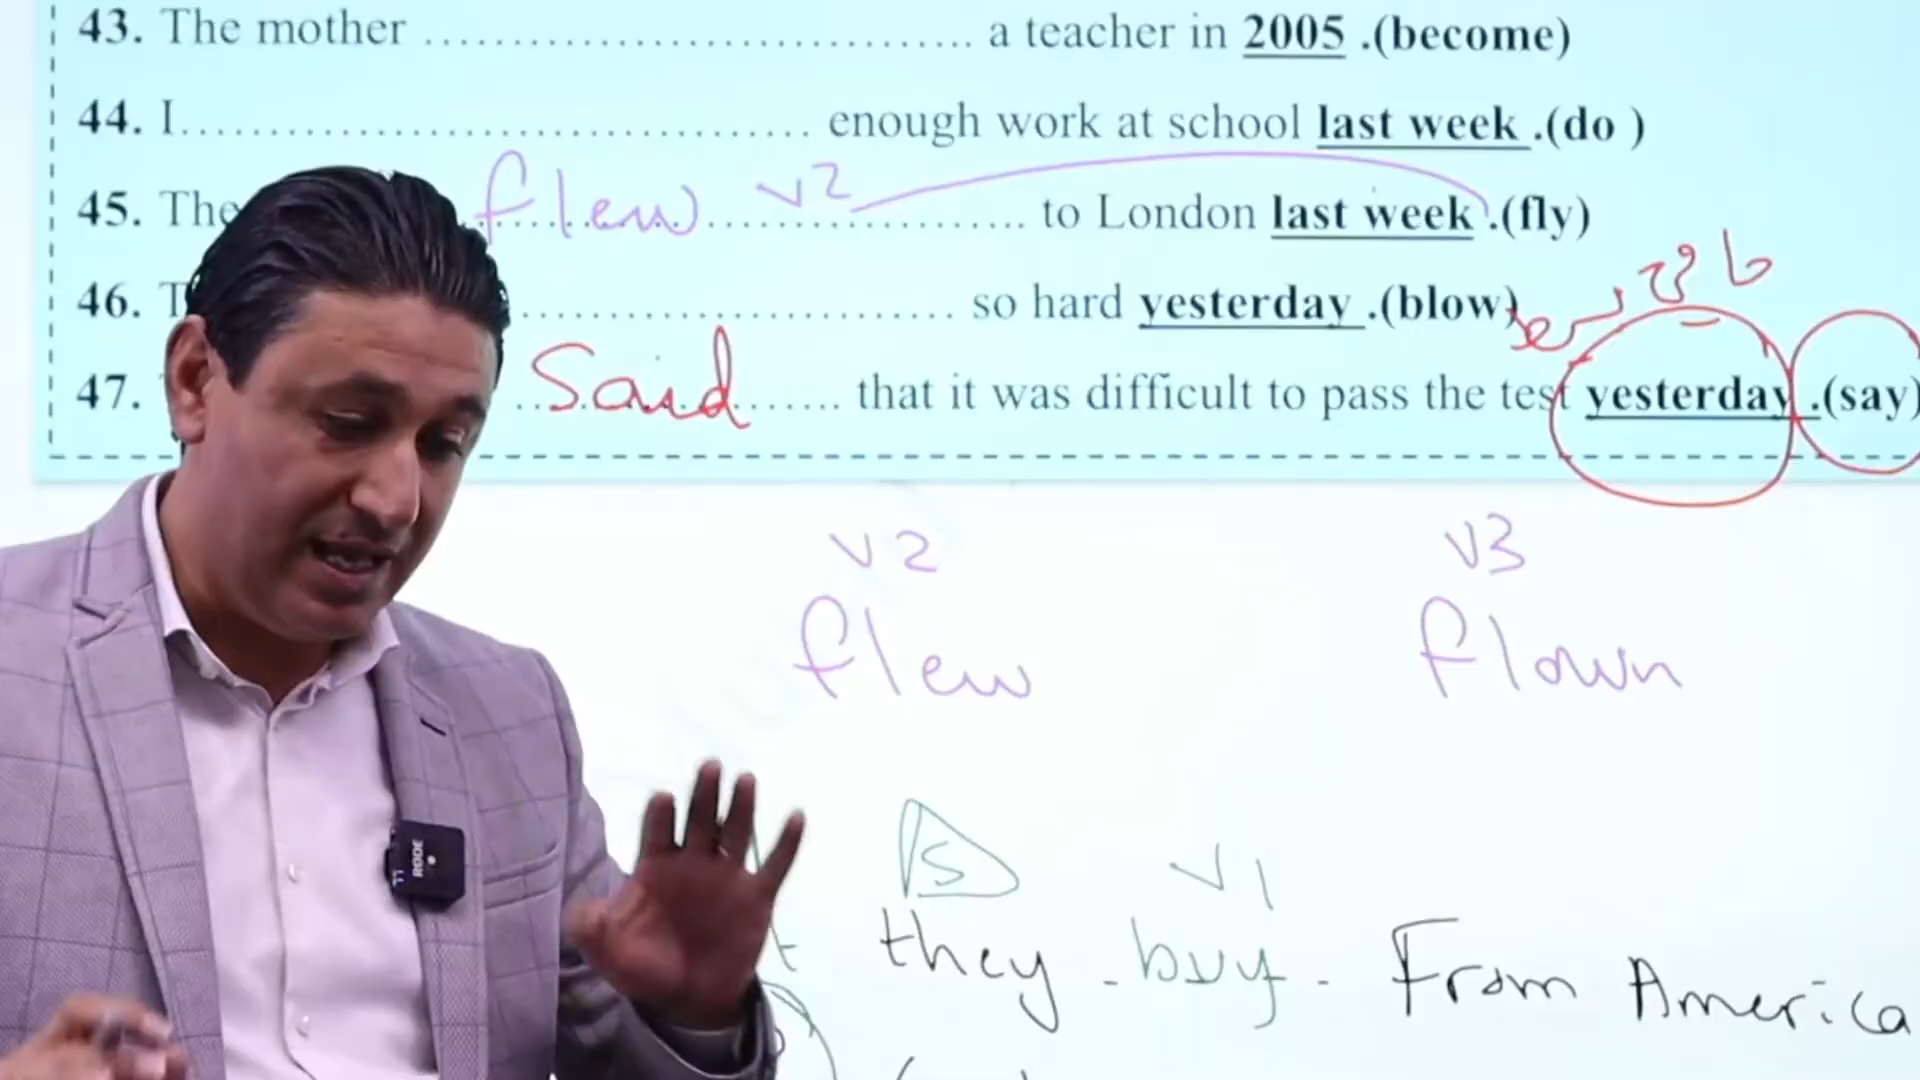 43. The mother .................................. a teacher in 2005 .(become)
44. I.................................... enough work at school last week .(do )
45. The flew v2 .................... to London last week .(fly)
46. T .............................. so hard yesterday .(blow)
47. said that it was difficult to pass the test yesterday .(say)
v2 v3
flew flown
S v1
they - buy - From America
RODE